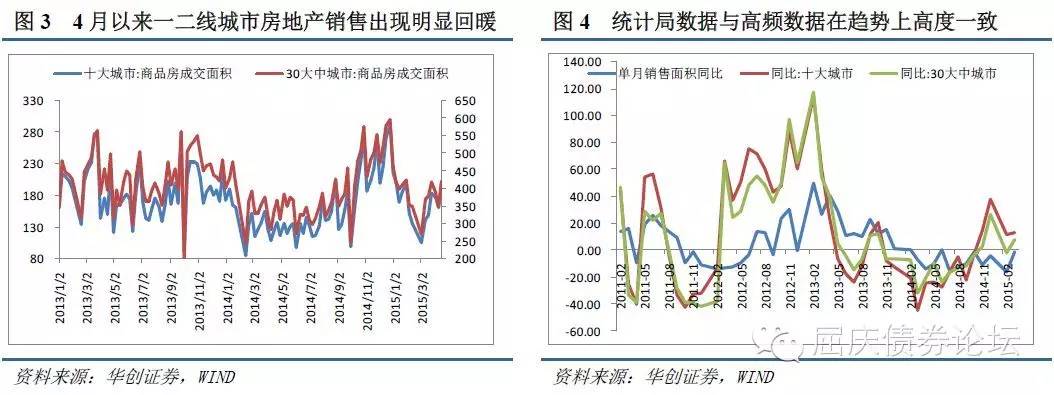 图 3 4 月以来一二线城市房地产销售出现明显回暖
十大城市:商品房成交面积 30大中城市:商品房成交面积
330 650
280 600
230 550
180 500
130 450
80 400
350
300
250
200
2013/1/2 2013/3/2 2013/5/2 2013/7/2 2013/9/2 2013/11/2 2014/1/2 2014/3/2 2014/5/2 2014/7/2 2014/9/2 2014/11/2 2015/1/2 2015/3/2
资料来源：华创证券，WIND
图 4 统计局数据与高频数据在趋势上高度一致
单月销售面积同比 同比:十大城市 同比:30大中城市
140.00
120.00
100.00
80.00
60.00
40.00
20.00
0.00
-20.00
-40.00
-60.00
2011-02 2011-05 2011-08 2011-11 2012-02 2012-05 2012-08 2012-11 2013-02 2013-05 2013-08 2013-11 2014-02 2014-05 2014-08 2014-11 2015-02
屈庆债券论坛
资料来源：华创证券，WIND